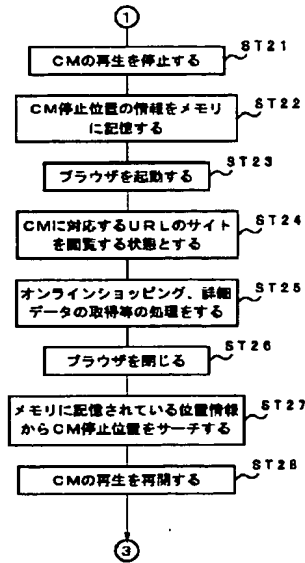 ①
ST21
CMの再生を停止する
ST22
CM停止位置の情報をメモリ
に記憶する
ST23
ブラウザを起動する
ST24
CMに対応するURLのサイト
を閲覧する状態とする
ST25
オンラインショッピング、詳細
データの取得等の処理をする
ST26
ブラウザを閉じる
ST27
メモリに記憶されている位置情報
からCM停止位置をサーチする
ST28
CMの再生を再開する
③